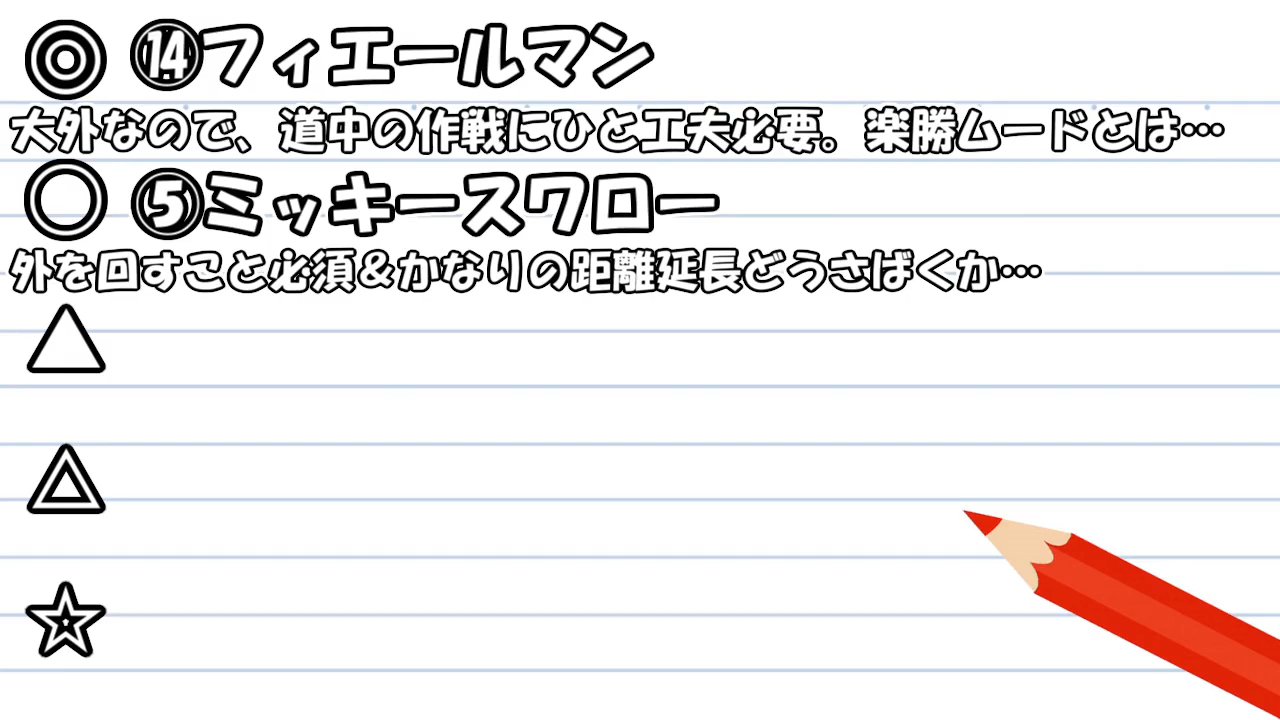 ◎ ⑭フィエールマン
大外なので、道中の作戦にひと工夫必要。楽勝ムードとは…
○ ⑤ミッキースワロー
外を回すこと必須&かなりの距離延長どうさばくか…